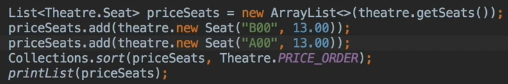 List<Theatre.Seat> priceSeats = new ArrayList<>(theatre.getSeats());
priceSeats.add(theatre.new Seat("B00", 13.00));
priceSeats.add(theatre.new Seat("A00", 13.00));
Collections.sort(priceSeats, Theatre.PRICE_ORDER);
printList(priceSeats);